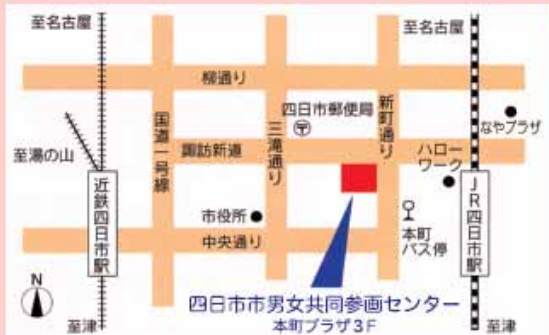 至名古屋
至名古屋
柳通り
四日市郵便局
〒
なやプラザ
国道一号線
三滝通り
新町通り
諏訪新道
ハロー
ワーク
至湯の山
近鉄四日市駅
JR四日市駅
市役所
本町
バス停
中央通り
N
四日市市男女共同参画センター
本町プラザ3F
至津
至津